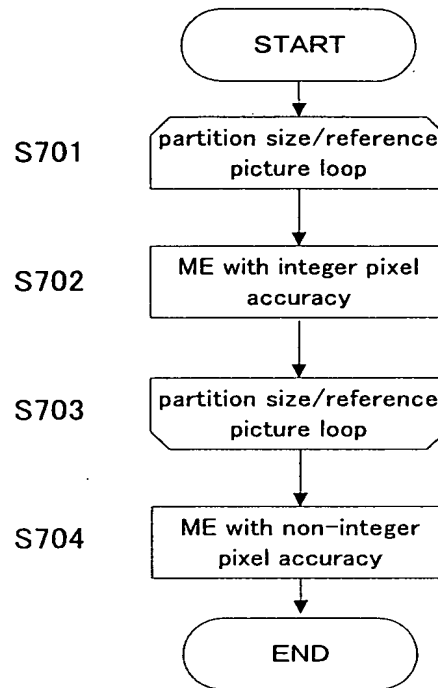 START
S701
partition size/reference
picture loop
S702
ME with integer pixel
accuracy
S703
partition size/reference
picture loop
S704
ME with non-integer
pixel accuracy
END